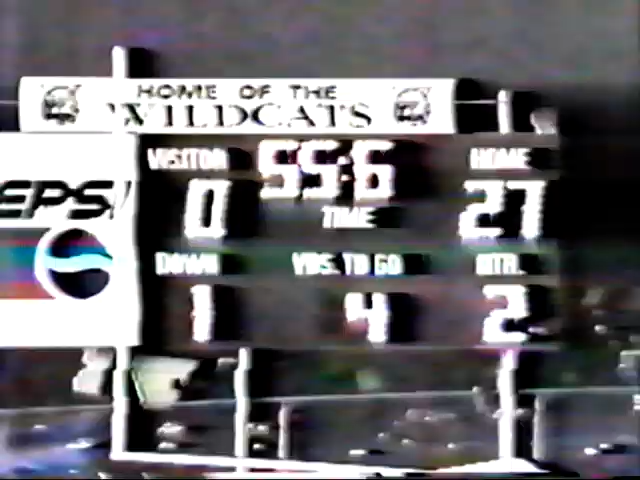 HOME OF THE
WILDCATS
VISITOR 55:6 HOME
EPSI
0 TIME 27
DOWN YDS. TO GO QTR.
1 4 2